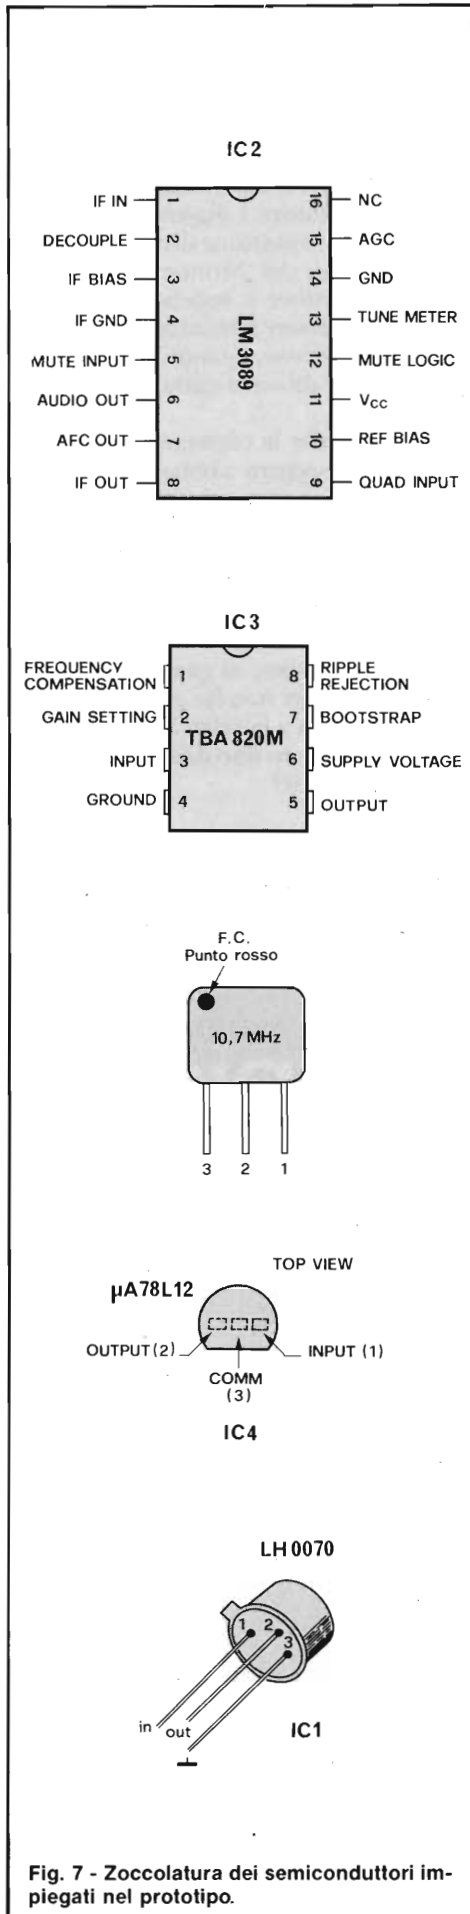 IC2
IF IN 1 16 NC
DECOUPLE 2 15 AGC
IF BIAS 3 14 GND
IF GND 4 13 TUNE METER
MUTE INPUT 5 12 MUTE LOGIC
AUDIO OUT 6 11 VCC
AFC OUT 7 10 REF BIAS
IF OUT 8 9 QUAD INPUT
LM 3089
IC3
FREQUENCY
COMPENSATION 1 8 RIPPLE
REJECTION
GAIN SETTING 2 7 BOOTSTRAP
TBA 820M
INPUT 3 6 SUPPLY VOLTAGE
GROUND 4 5 OUTPUT
F.C.
Punto rosso
10,7 MHz
3 2 1
TOP VIEW
µA78L12
OUTPUT (2) INPUT (1)
COMM
(3)
IC4
LH 0070
1 2 3
in out
IC1
Fig. 7 - Zoccolatura dei semiconduttori im-
piegati nel prototipo.